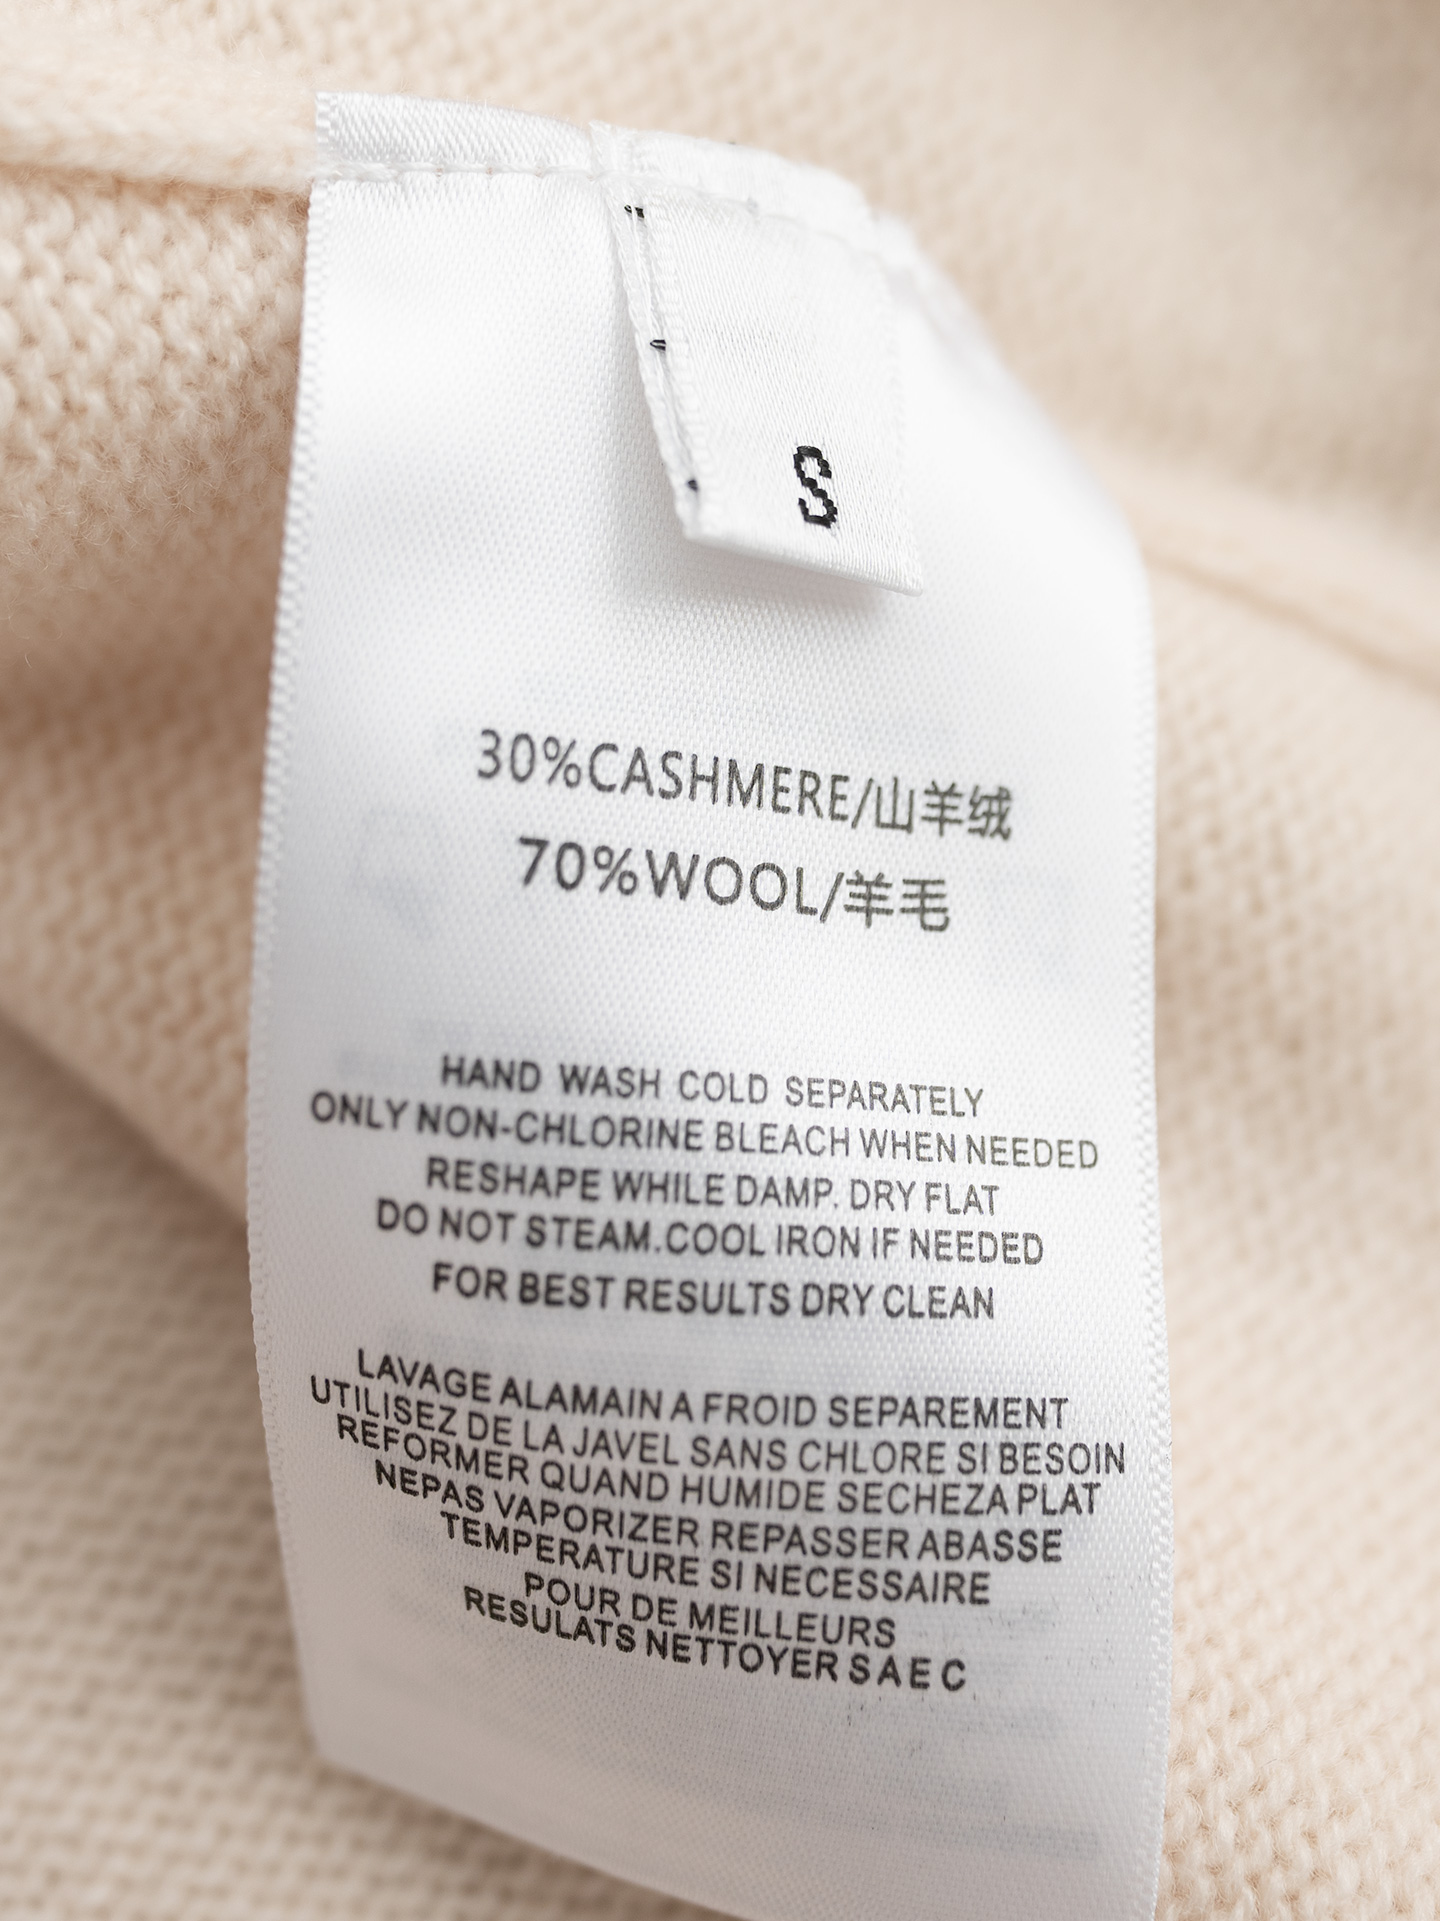 S
30%CASHMERE/山羊绒
70%WOOL/羊毛
HAND WASH COLD SEPARATELY
ONLY NON-CHLORINE BLEACH WHEN NEEDED
RESHAPE WHILE DAMP. DRY FLAT
DO NOT STEAM.COOL IRON IF NEEDED
FOR BEST RESULTS DRY CLEAN
LAVAGE ALAMAIN A FROID SEPAREMENT
UTILISEZ DE LA JAVEL SANS CHLORE SI BESOIN
REFORMER QUAND HUMIDE SECHEZA PLAT
NEPAS VAPORIZER REPASSER ABASSE
TEMPERATURE SI NECESSAIRE
POUR DE MEILLEURS
RESULATS NETTOYER S A E C